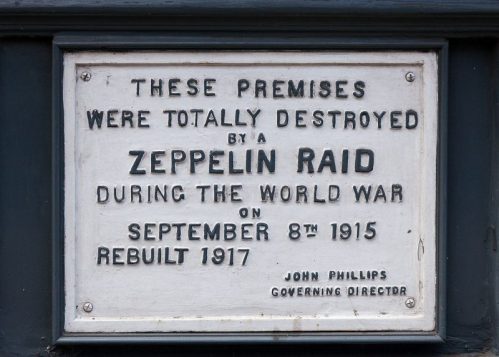 THESE PREMISES
WERE TOTALLY DESTROYED
BY A
ZEPPELIN RAID
DURING THE WORLD WAR
ON
SEPTEMBER 8TH 1915
REBUILT 1917
JOHN PHILLIPS
GOVERNING DIRECTOR